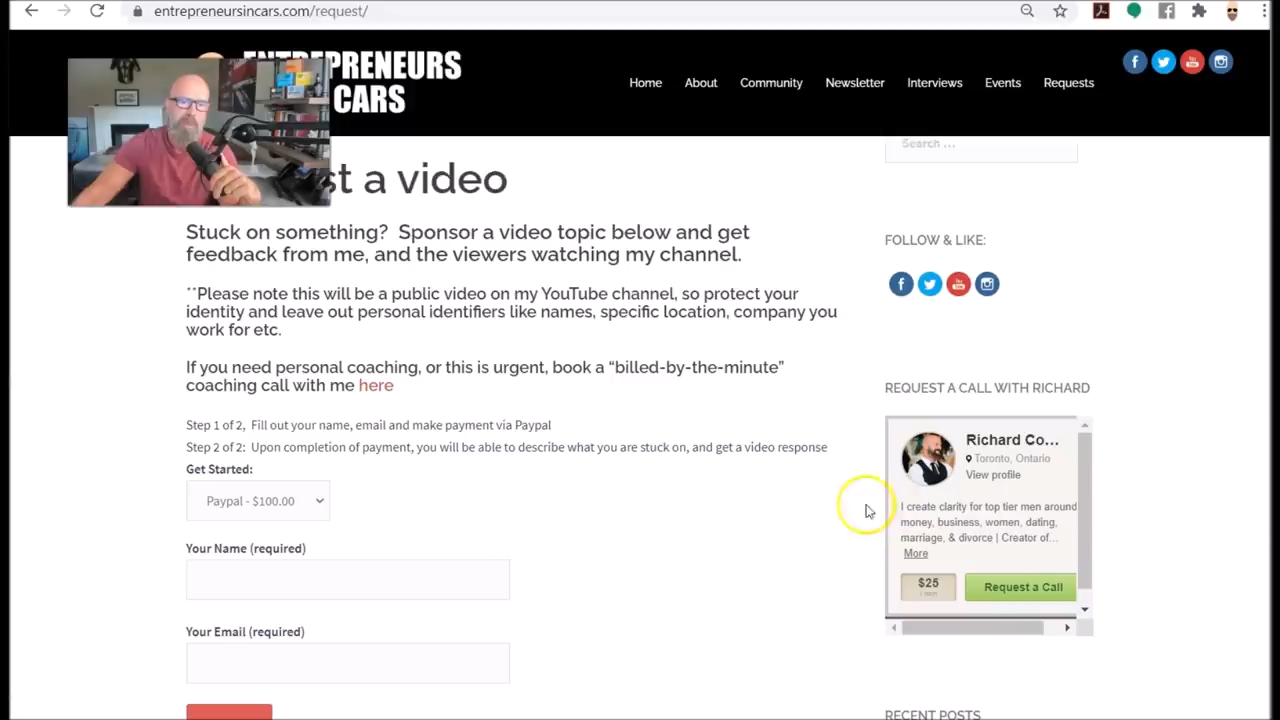 entrepreneursincars.com/request/
ENTREPRENEURS
CARS
Home
About
Community
Newsletter
Interviews
Events
Requests
st a video
Search ...
Stuck on something? Sponsor a video topic below and get
feedback from me, and the viewers watching my channel.
**Please note this will be a public video on my YouTube channel, so protect your
identity and leave out personal identifiers like names, specific location, company you
work for etc.
If you need personal coaching, or this is urgent, book a “billed-by-the-minute”
coaching call with me here
Step 1 of 2, Fill out your name, email and make payment via Paypal
Step 2 of 2: Upon completion of payment, you will be able to describe what you are stuck on, and get a video response
Get Started:
Paypal - $100.00
Your Name (required)
Your Email (required)
FOLLOW & LIKE:
REQUEST A CALL WITH RICHARD
Richard Co...
Toronto, Ontario
View profile
I create clarity for top tier men around
money, business, women, dating,
marriage, & divorce | Creator of...
More
$25
Request a Call
RECENT POSTS